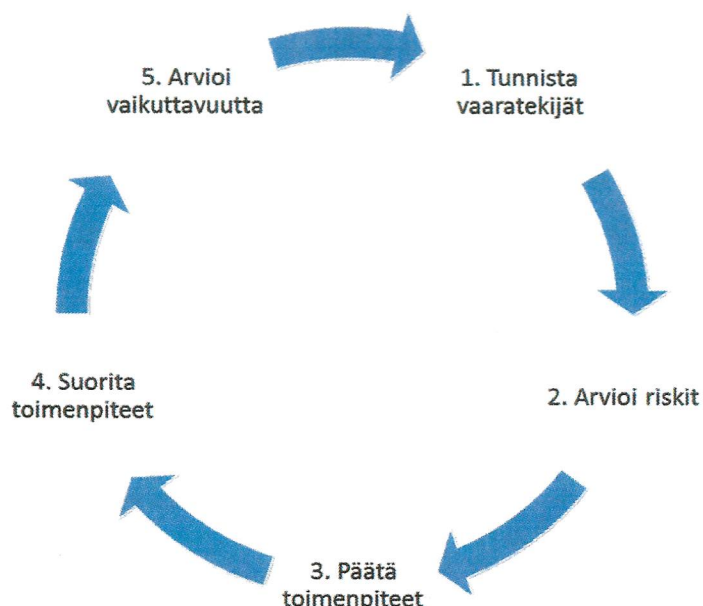 1. Tunnista
vaaratekijät
2. Arvioi riskit
3. Päätä
toimenpiteet
4. Suorita
toimenpiteet
5. Arvioi
vaikuttavuutta